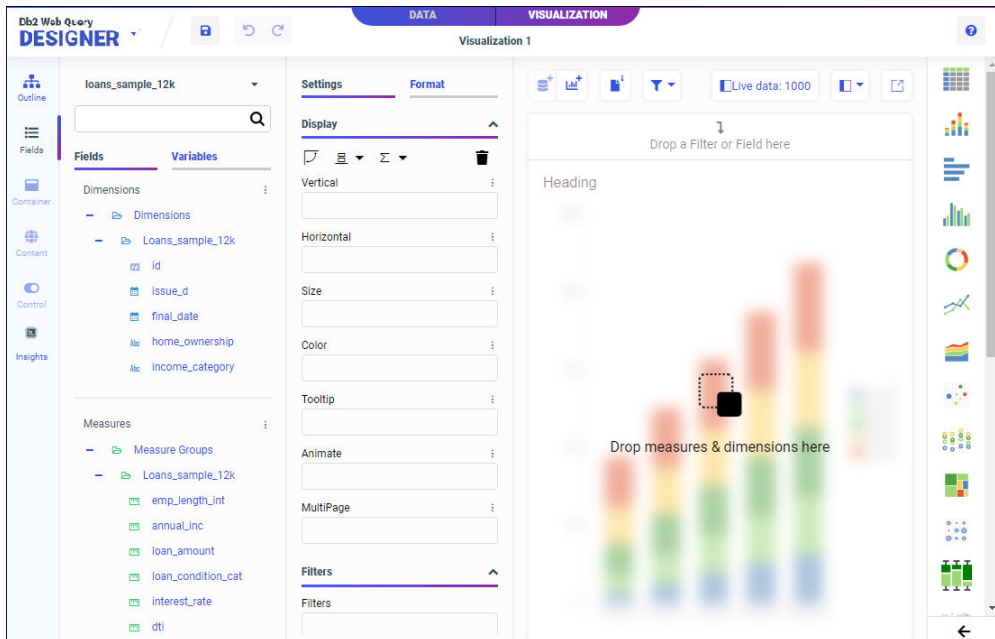 Db2 Web Query
DESIGNER
DATA
VISUALIZATION
Visualization 1
Outline
Fields
Container
Content
Control
Insights
loans_sample_12k
Fields
Variables
Dimensions
Dimensions
Loans_sample_12k
id
issue_d
final_date
home_ownership
income_category
Measures
Measure Groups
Loans_sample_12k
emp_length_int
annual_inc
loan_amount
loan_condition_cat
interest_rate
dti
Settings
Format
Display
Vertical
Horizontal
Size
Color
Tooltip
Animate
MultiPage
Filters
Filters
Live data: 1000
Drop a Filter or Field here
Heading
Drop measures & dimensions here